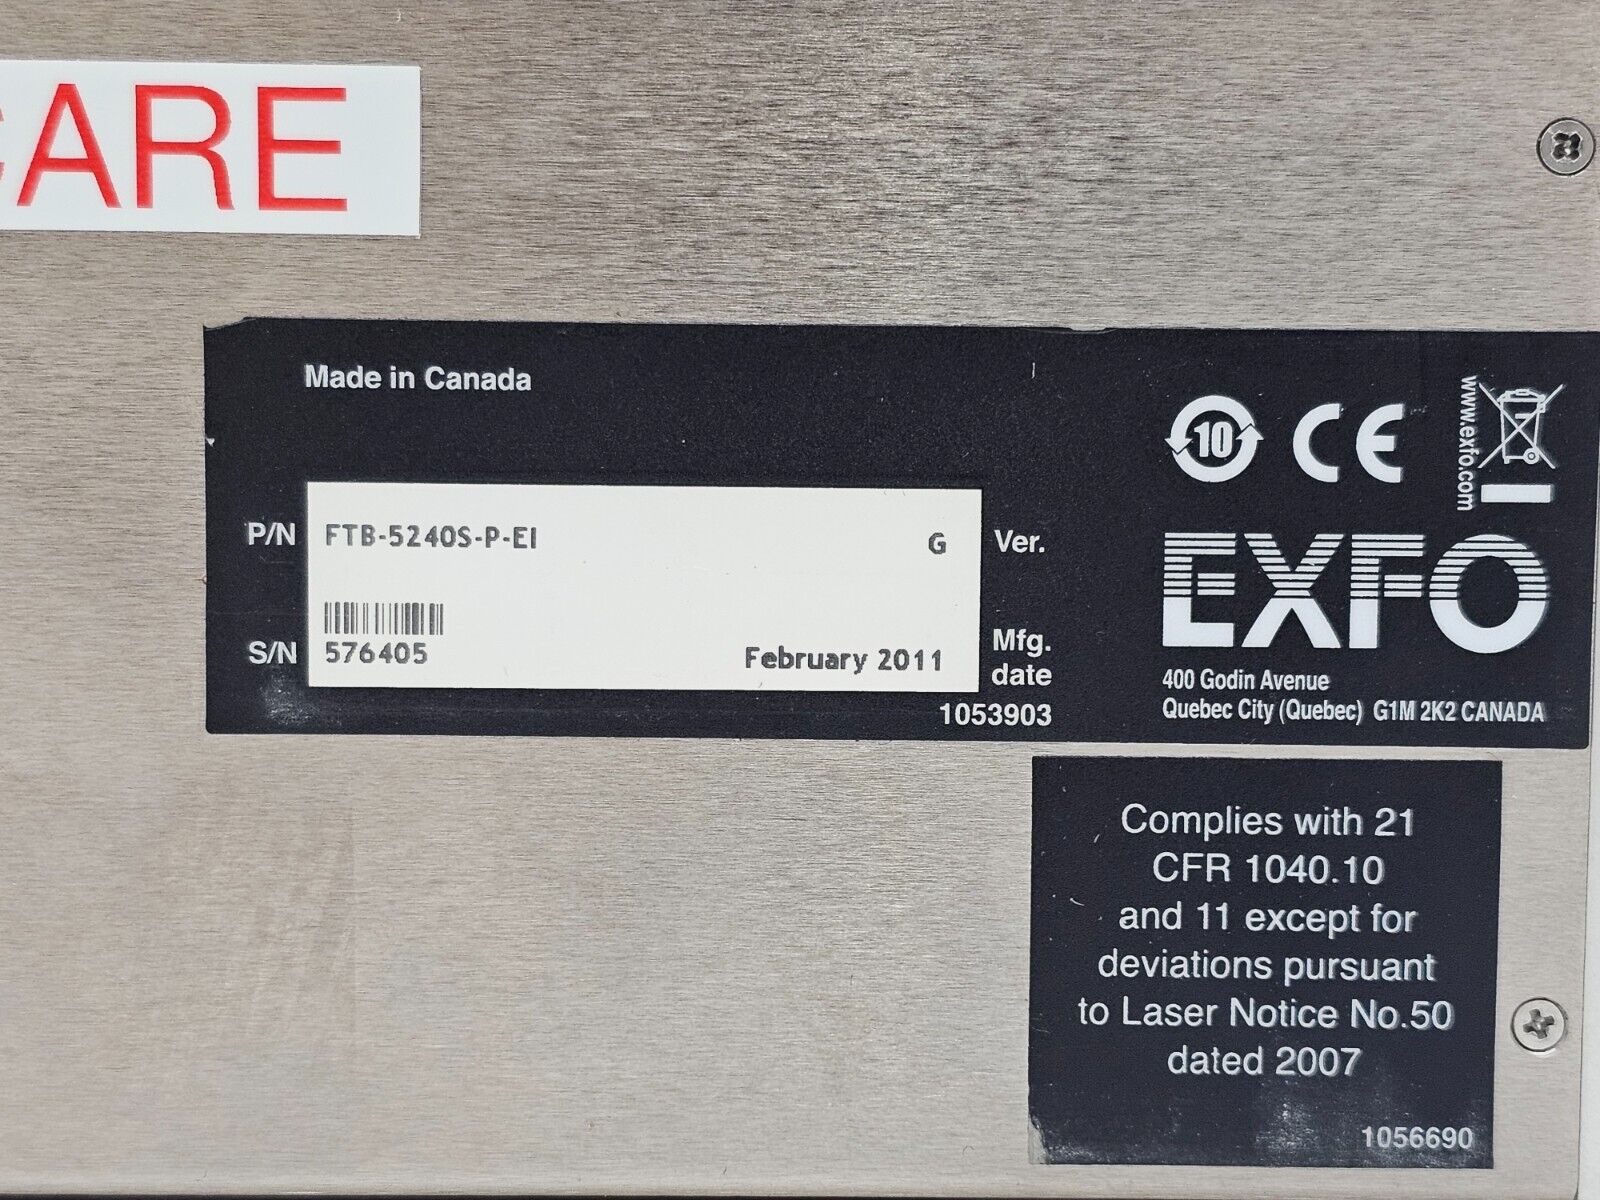 CARE
Made in Canada
10 CE
www.exfo.com
P/N FTB-5240S-P-EI G Ver.
EXFO
S/N 576405 February 2011 Mfg. date
1053903
400 Godin Avenue
Quebec City (Quebec) G1M 2K2 CANADA
Complies with 21
CFR 1040.10
and 11 except for
deviations pursuant
to Laser Notice No.50
dated 2007
1056690